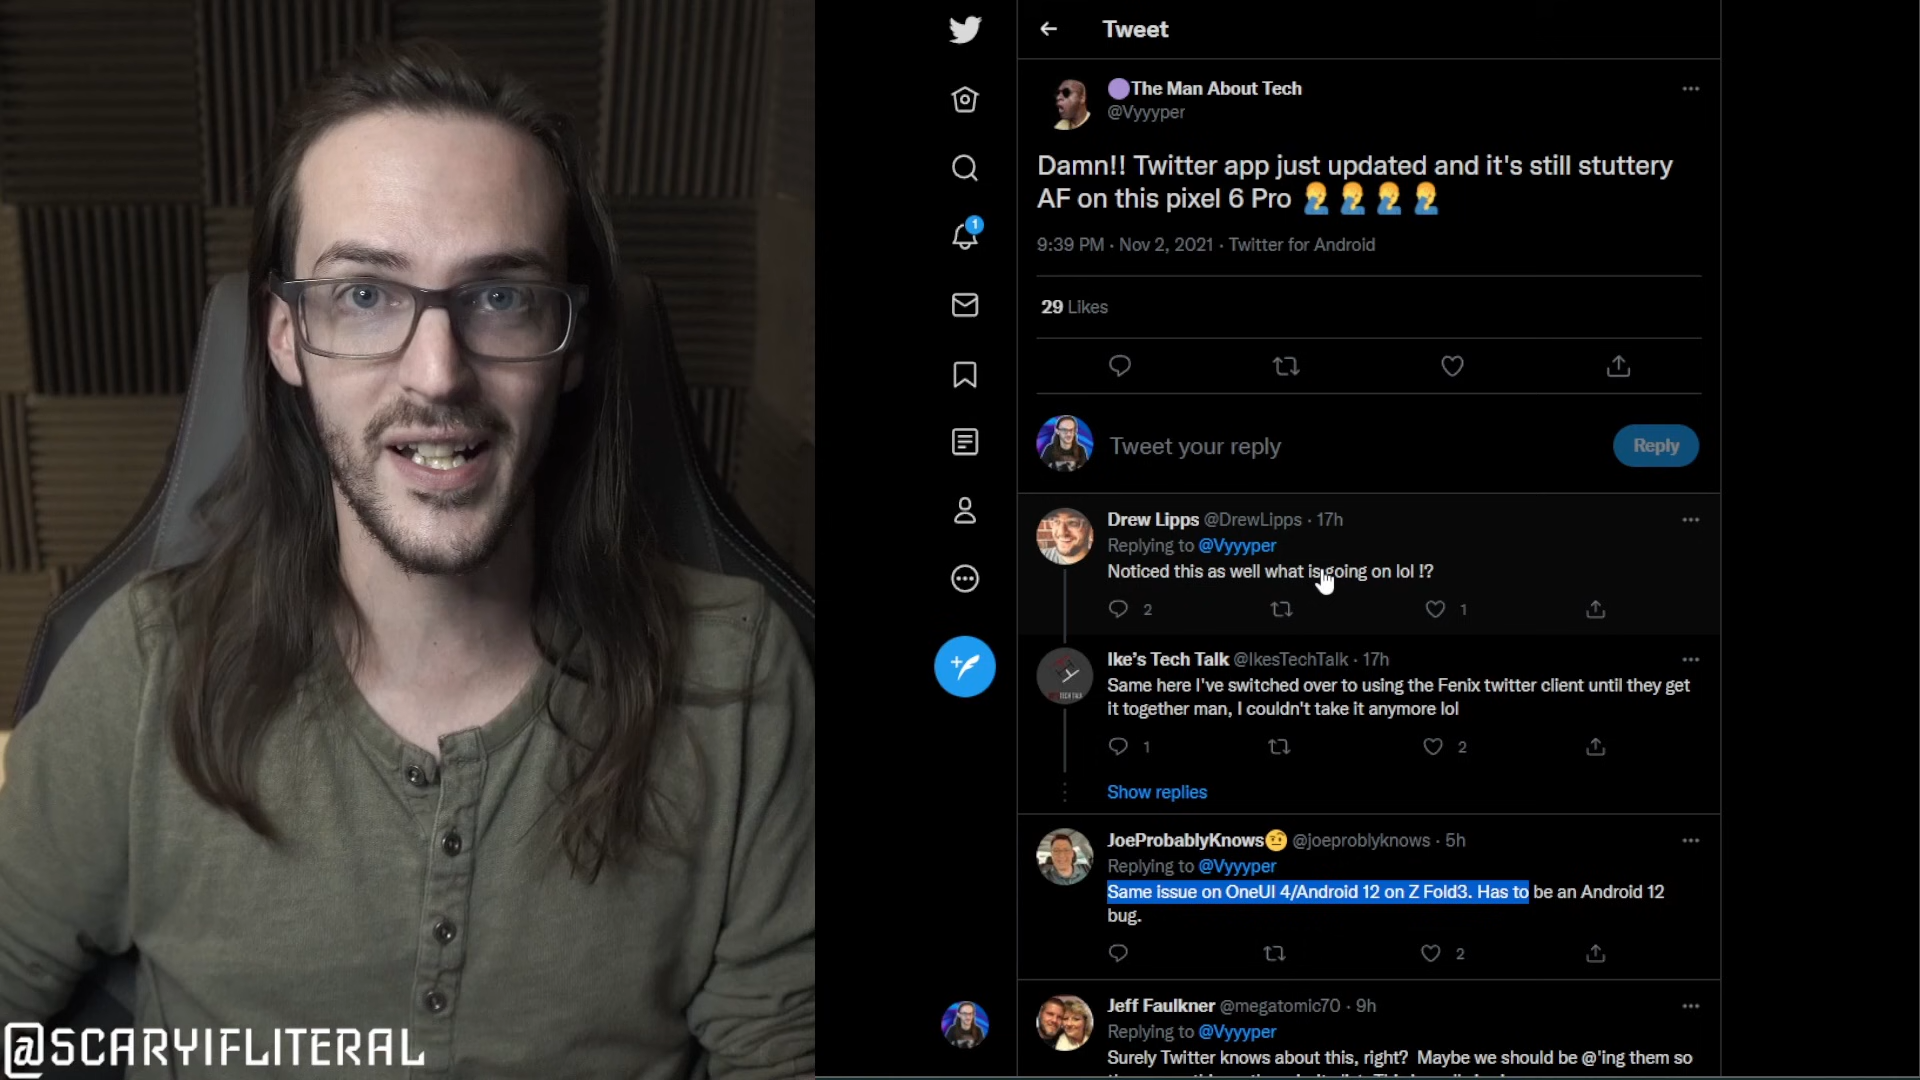 Tweet
The Man About Tech
@Vyyyper
Damn!! Twitter app just updated and it's still stuttery
AF on this pixel 6 Pro 🤦‍♂️🤦‍♂️🤦‍♂️🤦‍♂️
9:39 PM · Nov 2, 2021 · Twitter for Android
29 Likes
Tweet your reply
Reply
1
Drew Lipps @DrewLipps · 17h
Replying to @Vyyyper
Noticed this as well what is going on lol !?
2 1
Ike's Tech Talk @IkesTechTalk · 17h
Same here I've switched over to using the Fenix twitter client until they get
it together man, I couldn't take it anymore lol
1 2
Show replies
JoeProbablyKnows🤨 @joeproblyknows · 5h
Replying to @Vyyyper
Same issue on OneUI 4/Android 12 on Z Fold3. Has to be an Android 12
bug.
2
Jeff Faulkner @megatomic70 · 9h
Replying to @Vyyyper
Surely Twitter knows about this, right? Maybe we should be @'ing them so
@SCARYIFLITERAL